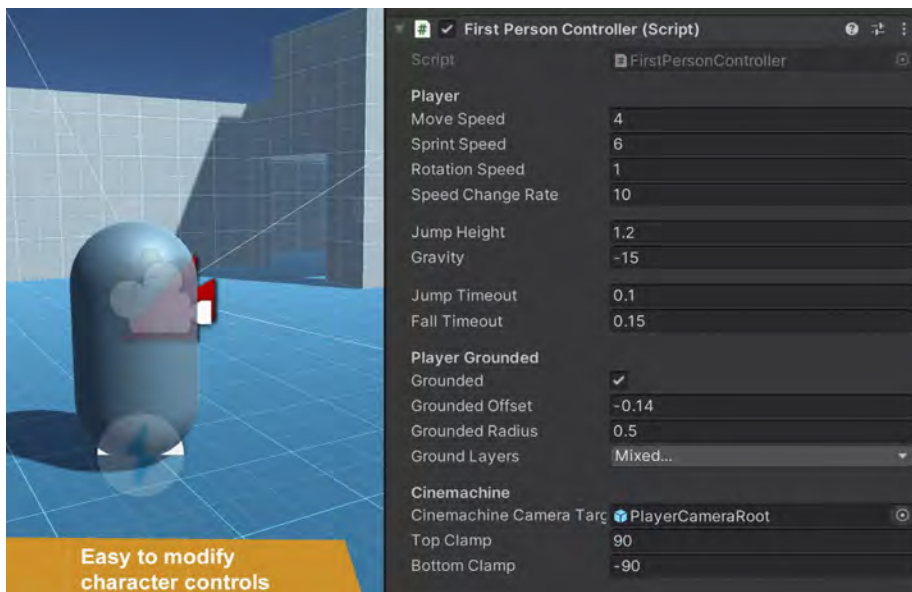 First Person Controller (Script)
Script FirstPersonController
Player
Move Speed 4
Sprint Speed 6
Rotation Speed 1
Speed Change Rate 10
Jump Height 1.2
Gravity -15
Jump Timeout 0.1
Fall Timeout 0.15
Player Grounded
Grounded
Grounded Offset -0.14
Grounded Radius 0.5
Ground Layers Mixed...
Cinemachine
Cinemachine Camera Targ PlayerCameraRoot
Top Clamp 90
Bottom Clamp -90
Easy to modify
character controls